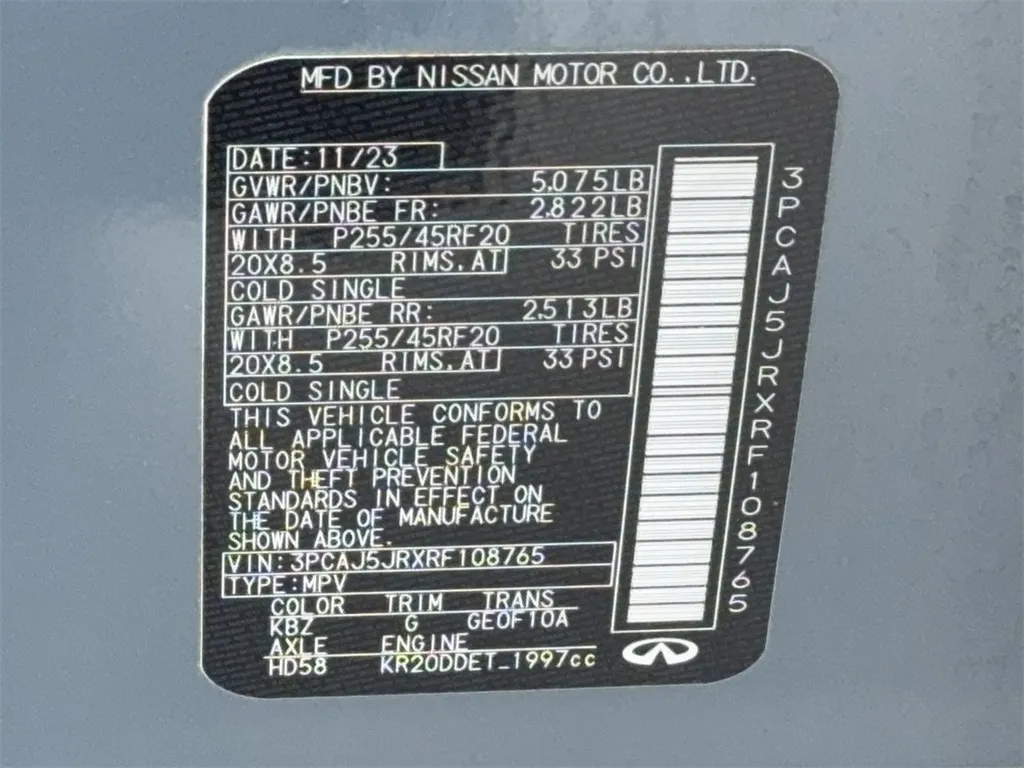 MFD BY NISSAN MOTOR CO.,LTD.
DATE:11/23
GVWR/PNBV: 5,075LB
GAWR/PNBE FR: 2,822LB
WITH P255/45RF20 TIRES
20X8.5 RIMS,AT 33 PSI
COLD SINGLE
GAWR/PNBE RR: 2,513LB
WITH P255/45RF20 TIRES
20X8.5 RIMS,AT 33 PSI
COLD SINGLE
THIS VEHICLE CONFORMS TO
ALL APPLICABLE FEDERAL
MOTOR VEHICLE SAFETY
AND THEFT PREVENTION
STANDARDS IN EFFECT ON
THE DATE OF MANUFACTURE
SHOWN ABOVE.
VIN:3PCAJ5JRXRF108765
TYPE:MPV
COLOR TRIM TRANS
KBZ G GE0F10A
AXLE ENGINE
HD58 KR20DDET_1997cc
3PCAJ5JRXRF108765